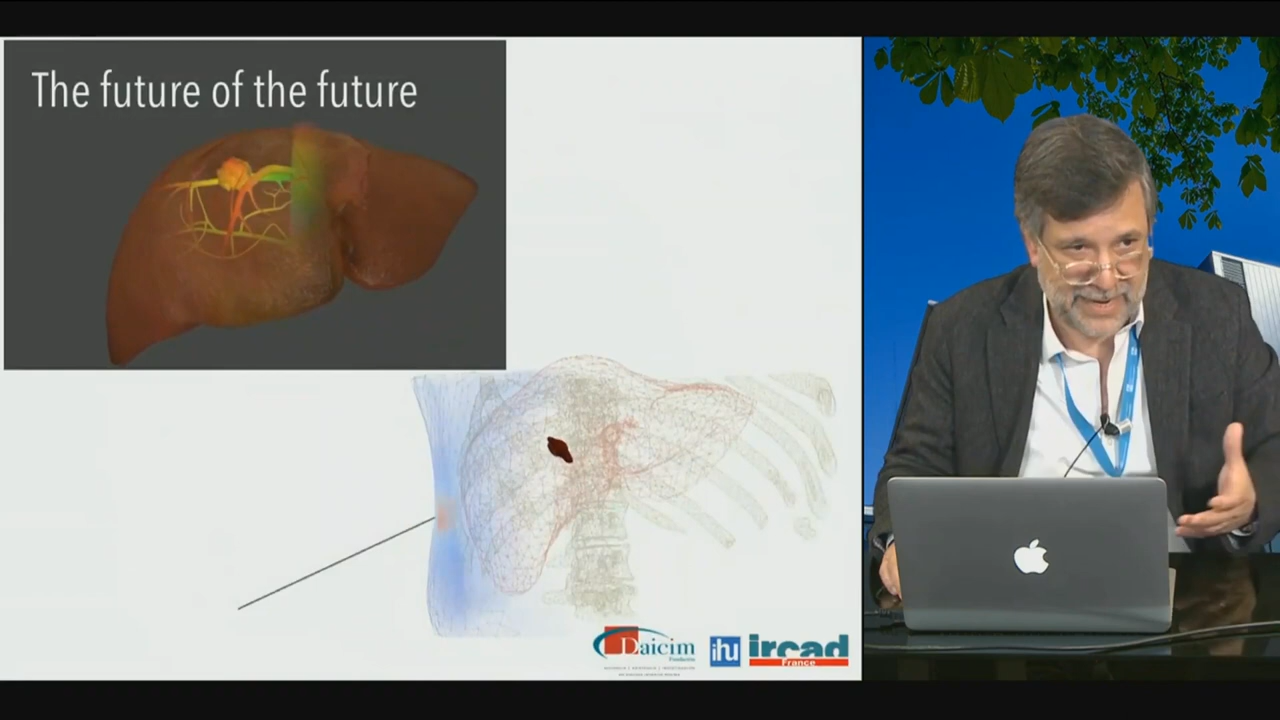 The future of the future
Daicim
Fundación
ihu
ircad
France